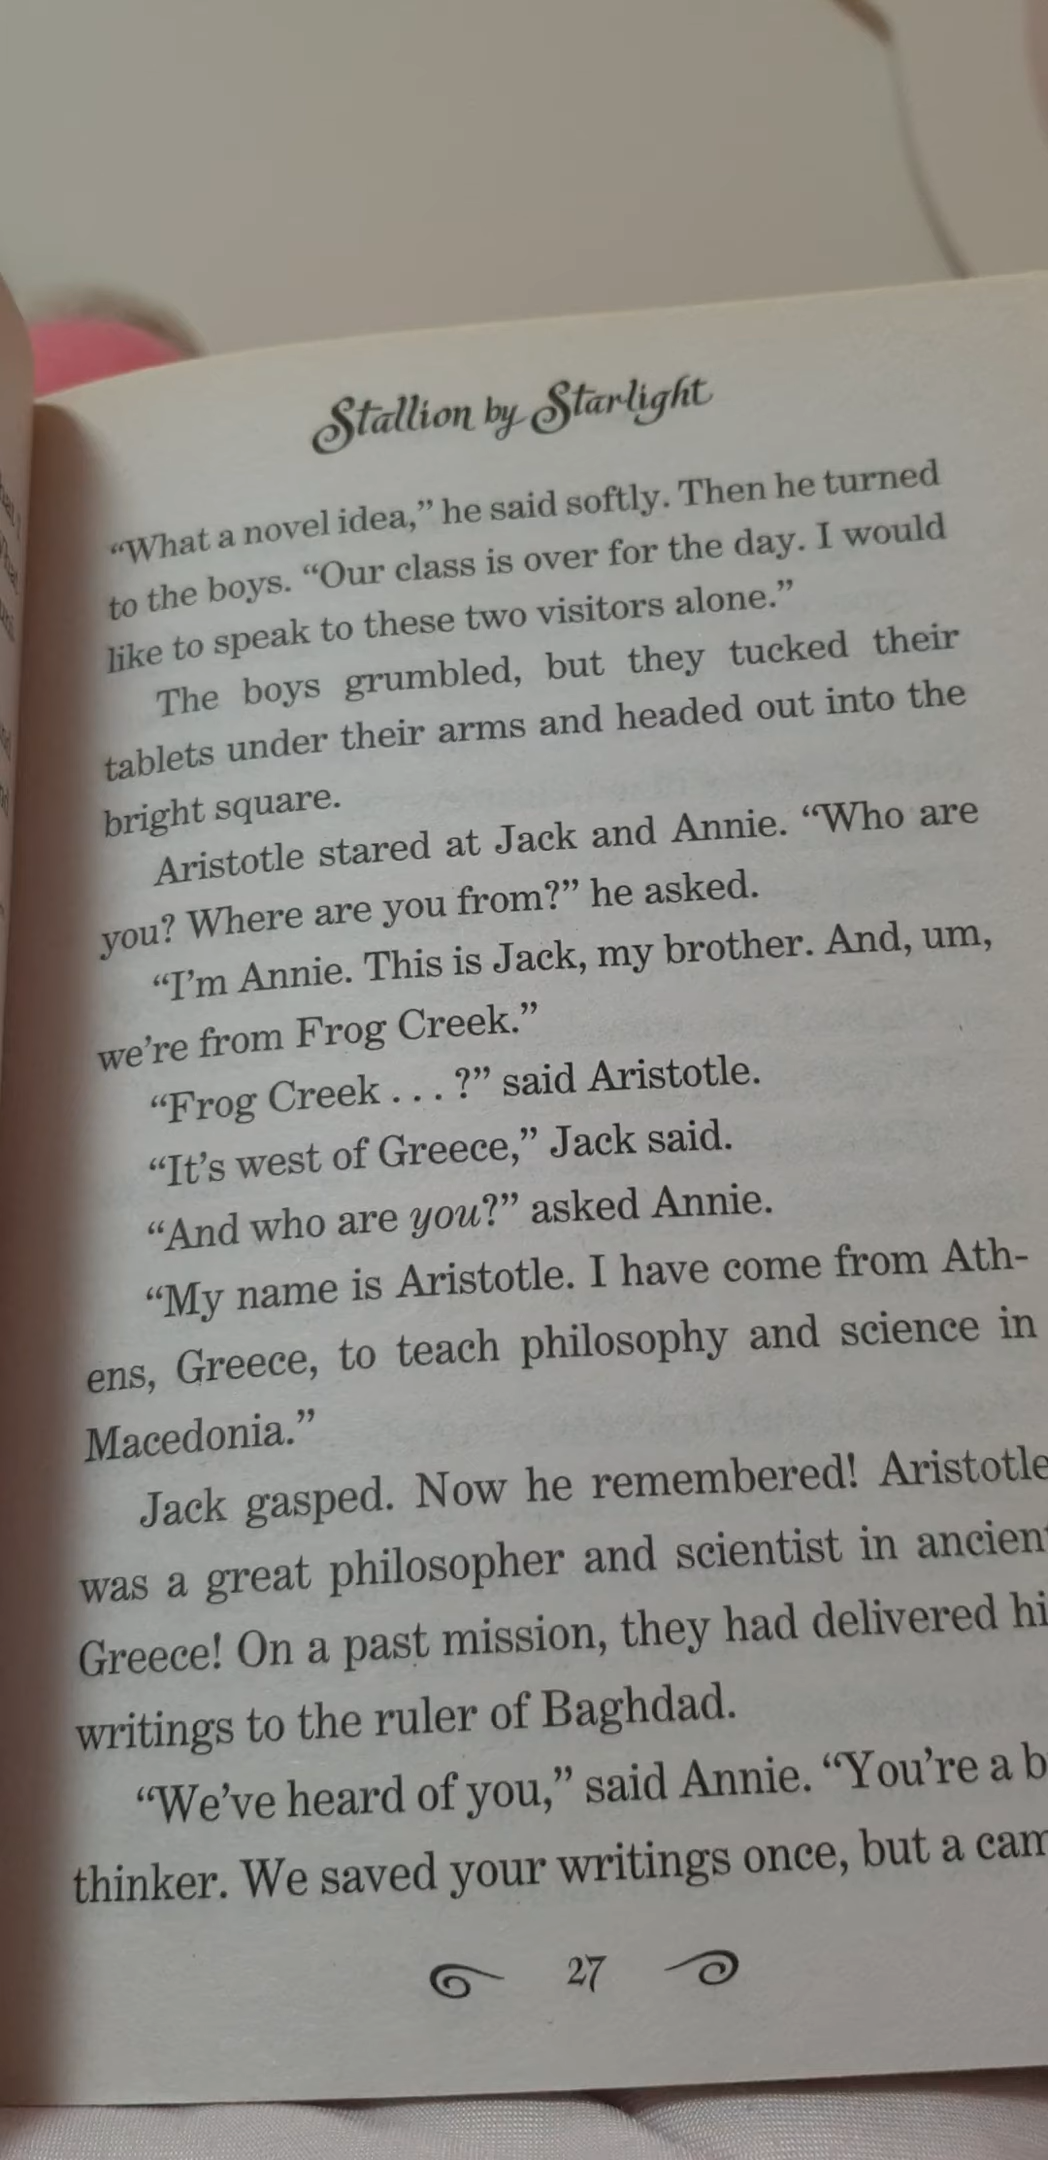 Stallion by Starlight
“What a novel idea,” he said softly. Then he turned
to the boys. “Our class is over for the day. I would
like to speak to these two visitors alone.”
The boys grumbled, but they tucked their
tablets under their arms and headed out into the
bright square.
Aristotle stared at Jack and Annie. “Who are
you? Where are you from?” he asked.
“I’m Annie. This is Jack, my brother. And, um,
we’re from Frog Creek.”
“Frog Creek . . . ?” said Aristotle.
“It’s west of Greece,” Jack said.
“And who are you?” asked Annie.
“My name is Aristotle. I have come from Ath-
ens, Greece, to teach philosophy and science in
Macedonia.”
Jack gasped. Now he remembered! Aristotle
was a great philosopher and scientist in ancient
Greece! On a past mission, they had delivered hi
writings to the ruler of Baghdad.
“We’ve heard of you,” said Annie. “You’re a b
thinker. We saved your writings once, but a cam
27